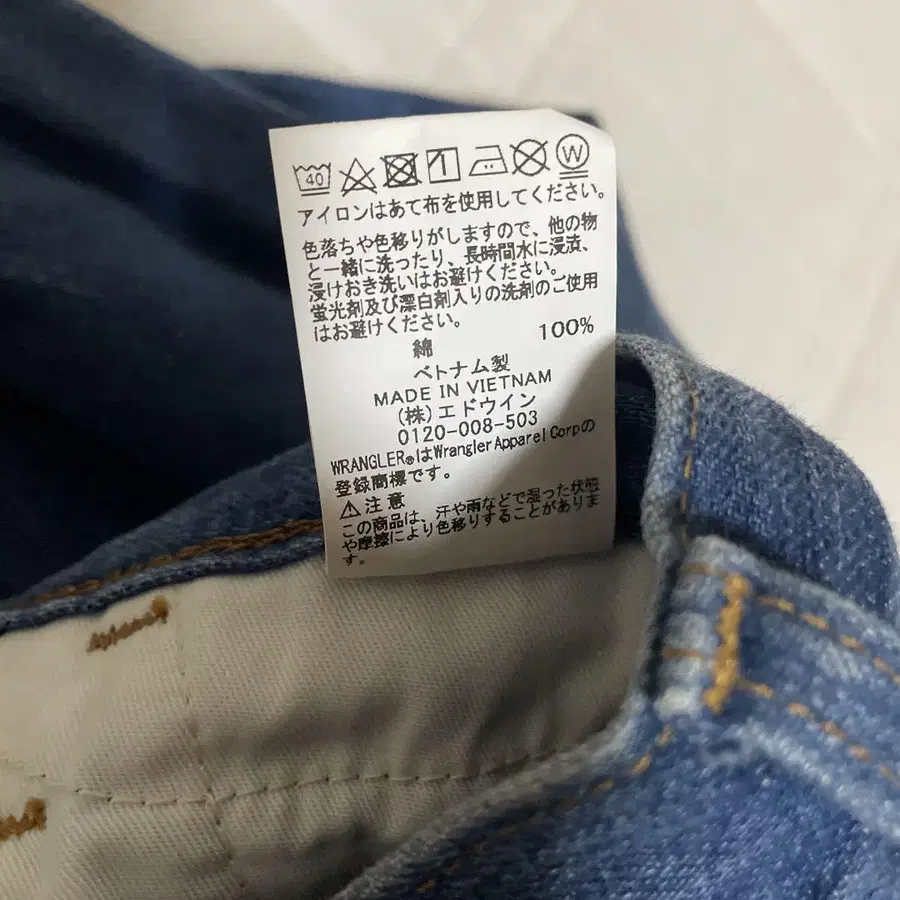 40 W
アイロンはあて布を使用してください。
色落ちや色移りがしますので、他の物
と一緒に洗ったり、長時間水に浸漬、
浸けおき洗いはお避けください。
蛍光剤及び漂白剤入りの洗剤のご使用
はお避けください。
綿 100%
ベトナム製
MADE IN VIETNAM
(株)エドウイン
0120-008-503
WRANGLER®はWrangler Apparel Corpの
登録商標です。
⚠注意
この商品は、汗や雨などで湿った状態
や摩擦により色移りすることがありま
す。